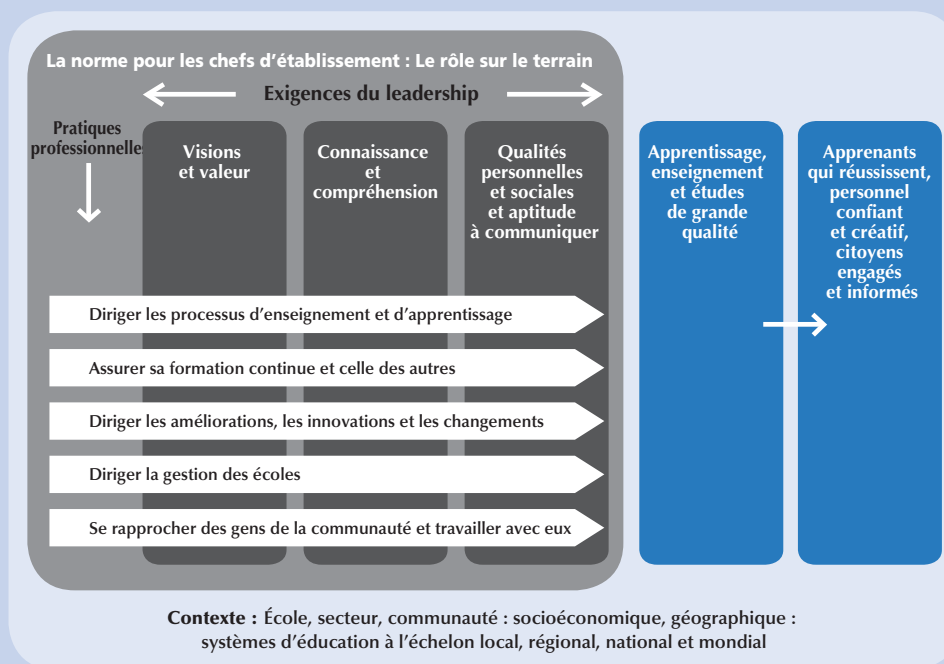 La norme pour les chefs d'établissement : Le rôle sur le terrain
Exigences du leadership
Pratiques
professionnelle
Visions
et valeur
Connaissance
et
compréhension
Qualités
personnelles
et sociales
et aptitude
à communiquer
Apprentissage,
enseignement
et études
de grande
qualité
Apprenants
qui réussissent,
personnel
confiant
et créatif,
citoyens
engagés
et informés
Diriger les processus d'enseignement et d'apprentissage
Assurer sa formation continue et celle des autres
Diriger les améliorations, les innovations et les changements
Diriger la gestion des écoles
Se rapprocher des gens de la communauté et travailler avec eux
Contexte : École, secteur, communauté : socioéconomique, géographique :
systèmes d'éducation à l'échelon local, régional, national et mondial